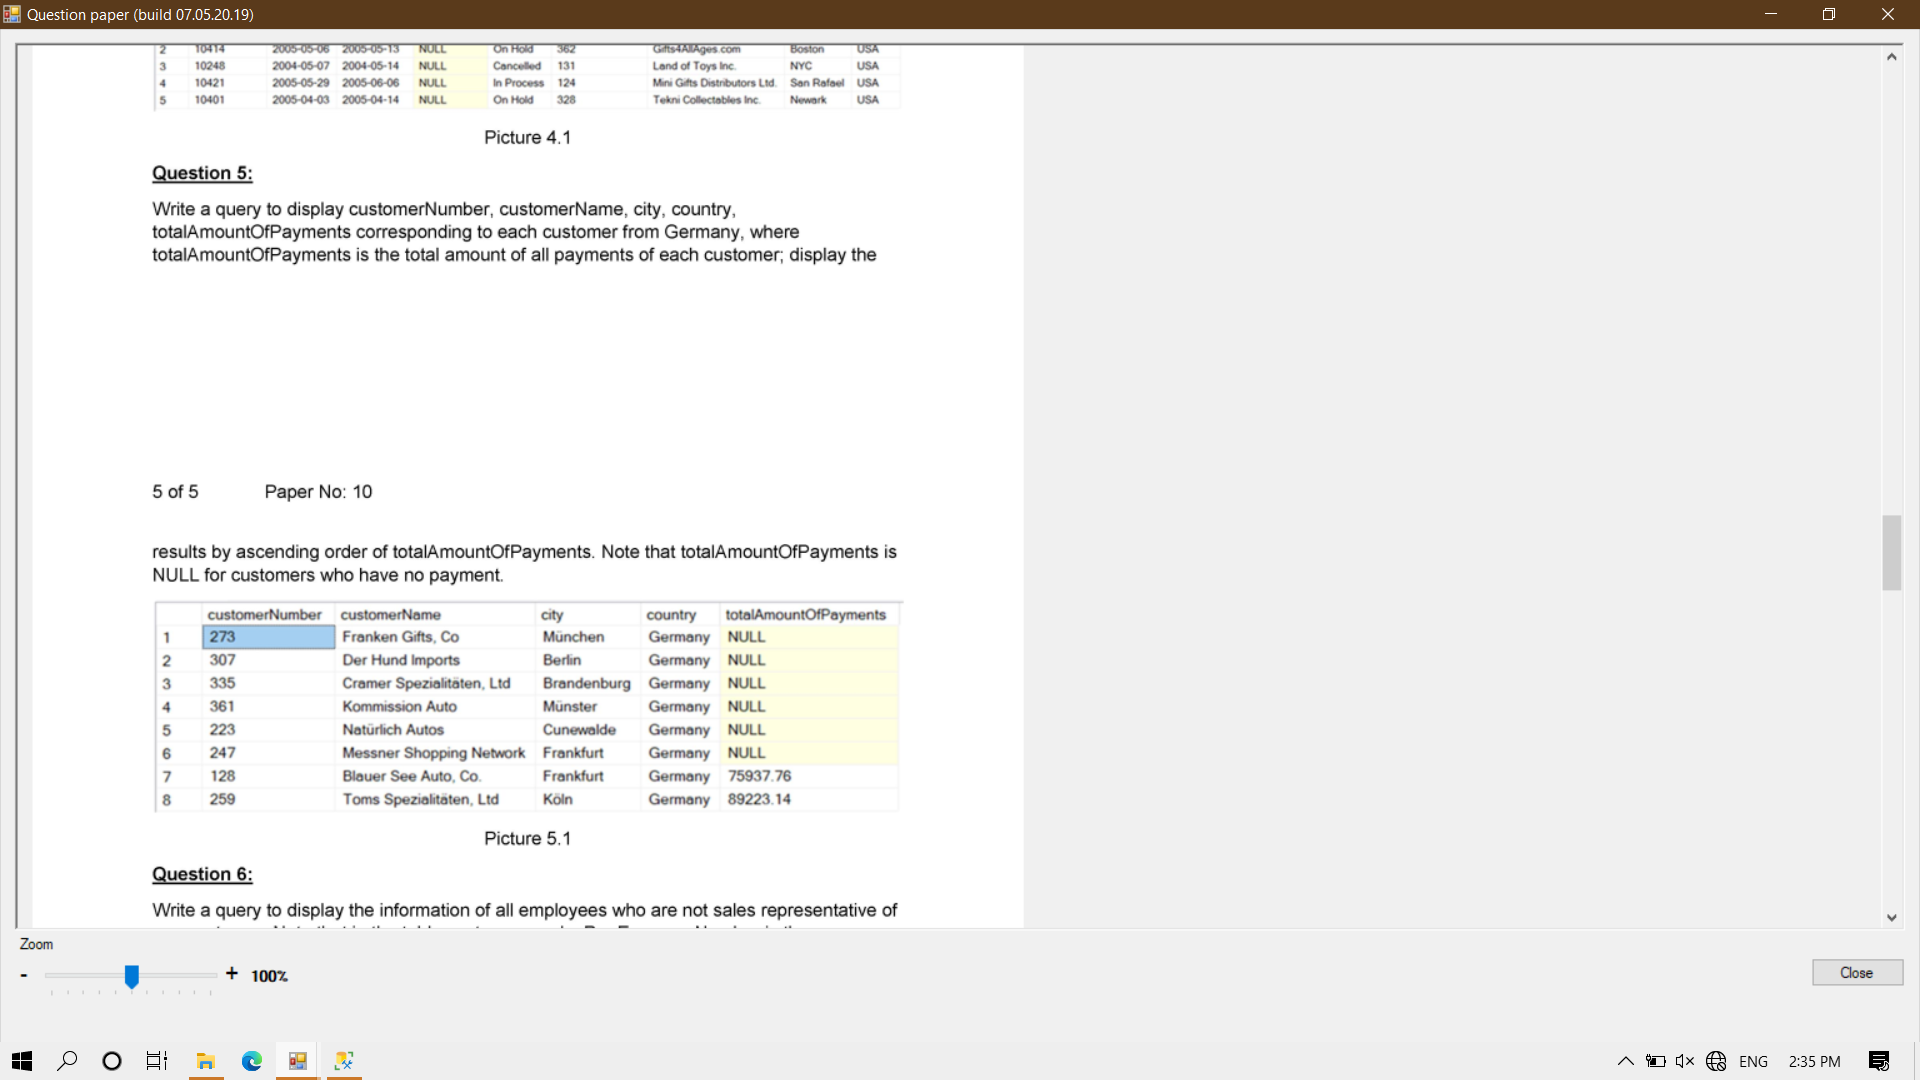 Question paper (build 07.05.20.19)
2 10414 2005-05-06 2005-05-13 NULL On Hold 362 Gifts4AllAges.com Boston USA
3 10248 2004-05-07 2004-05-14 NULL Cancelled 131 Land of Toys Inc. NYC USA
4 10421 2005-05-29 2005-06-06 NULL In Process 124 Mini Gifts Distributors Ltd. San Rafael USA
5 10401 2005-04-03 2005-04-14 NULL On Hold 328 Tekni Collectables Inc. Newark USA
Picture 4.1
Question 5:
Write a query to display customerNumber, customerName, city, country,
totalAmountOfPayments corresponding to each customer from Germany, where
totalAmountOfPayments is the total amount of all payments of each customer; display the
5 of 5 Paper No: 10
results by ascending order of totalAmountOfPayments. Note that totalAmountOfPayments is
NULL for customers who have no payment.
customerNumber customerName city country totalAmountOfPayments
1 273 Franken Gifts, Co München Germany NULL
2 307 Der Hund Imports Berlin Germany NULL
3 335 Cramer Spezialitäten, Ltd Brandenburg Germany NULL
4 361 Kommission Auto Münster Germany NULL
5 223 Natürlich Autos Cunewalde Germany NULL
6 247 Messner Shopping Network Frankfurt Germany NULL
7 128 Blauer See Auto, Co. Frankfurt Germany 75937.76
8 259 Toms Spezialitäten, Ltd Köln Germany 89223.14
Picture 5.1
Question 6:
Write a query to display the information of all employees who are not sales representative of
Zoom
- + 100%
Close
ENG 2:35 PM